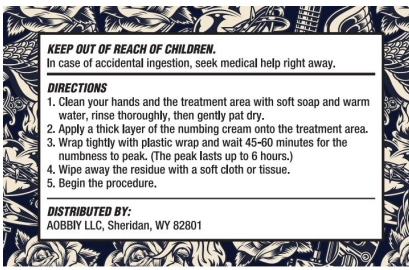 KEEP OUT OF REACH OF CHILDREN.
In case of accidental ingestion, seek medical help right away.
DIRECTIONS
1. Clean your hands and the treatment area with soft soap and warm
water, rinse thoroughly, then gently pat dry.
2. Apply a thick layer of the numbing cream onto the treatment area.
3. Wrap tightly with plastic wrap and wait 45-60 minutes for the
numbness to peak. (The peak lasts up to 6 hours.)
4. Wipe away the residue with a soft cloth or tissue.
5. Begin the procedure.
DISTRIBUTED BY:
AOBBIY LLC, Sheridan, WY 82801